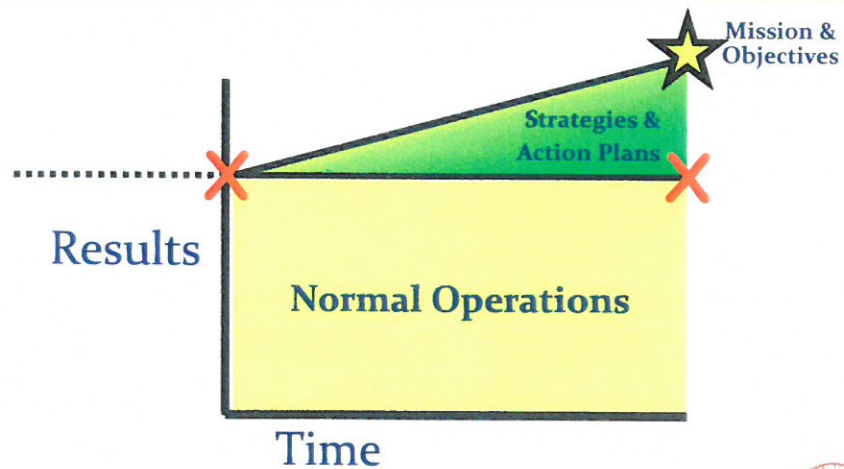 Mission &
Objectives
Strategies &
Action Plans
Results
Normal Operations
Time